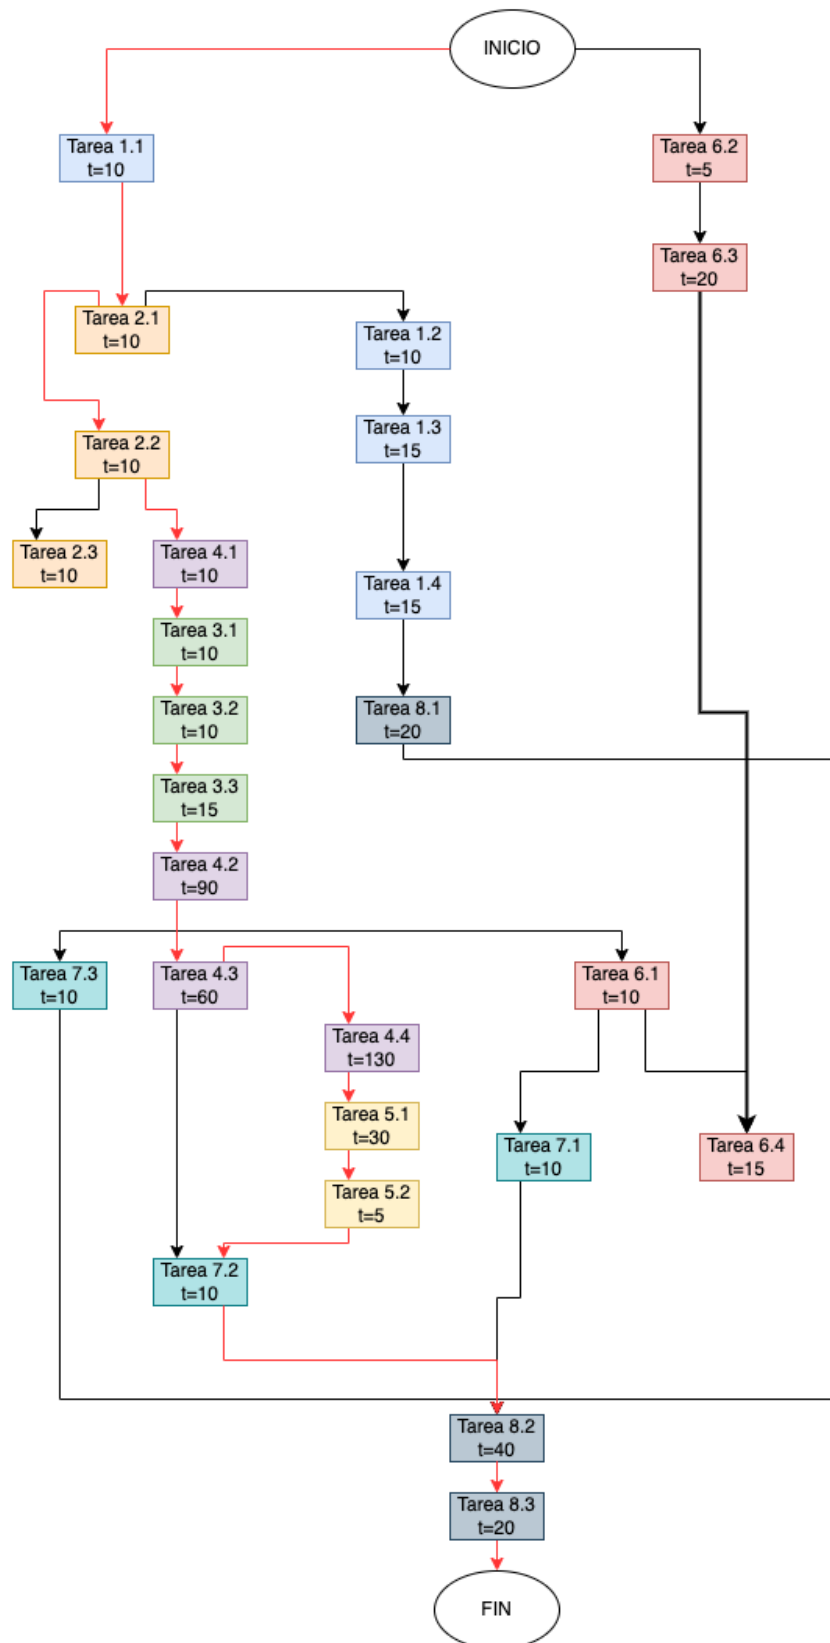 INICIO
Tarea 1.1
t=10
Tarea 6.2
t=5
Tarea 6.3
t=20
Tarea 2.1
t=10
Tarea 1.2
t=10
Tarea 1.3
t=15
Tarea 2.2
t=10
Tarea 2.3
t=10
Tarea 4.1
t=10
Tarea 1.4
t=15
Tarea 3.1
t=10
Tarea 3.2
t=10
Tarea 8.1
t=20
Tarea 3.3
t=15
Tarea 4.2
t=90
Tarea 7.3
t=10
Tarea 4.3
t=60
Tarea 6.1
t=10
Tarea 4.4
t=130
Tarea 5.1
t=30
Tarea 7.1
t=10
Tarea 6.4
t=15
Tarea 5.2
t=5
Tarea 7.2
t=10
Tarea 8.2
t=40
Tarea 8.3
t=20
FIN